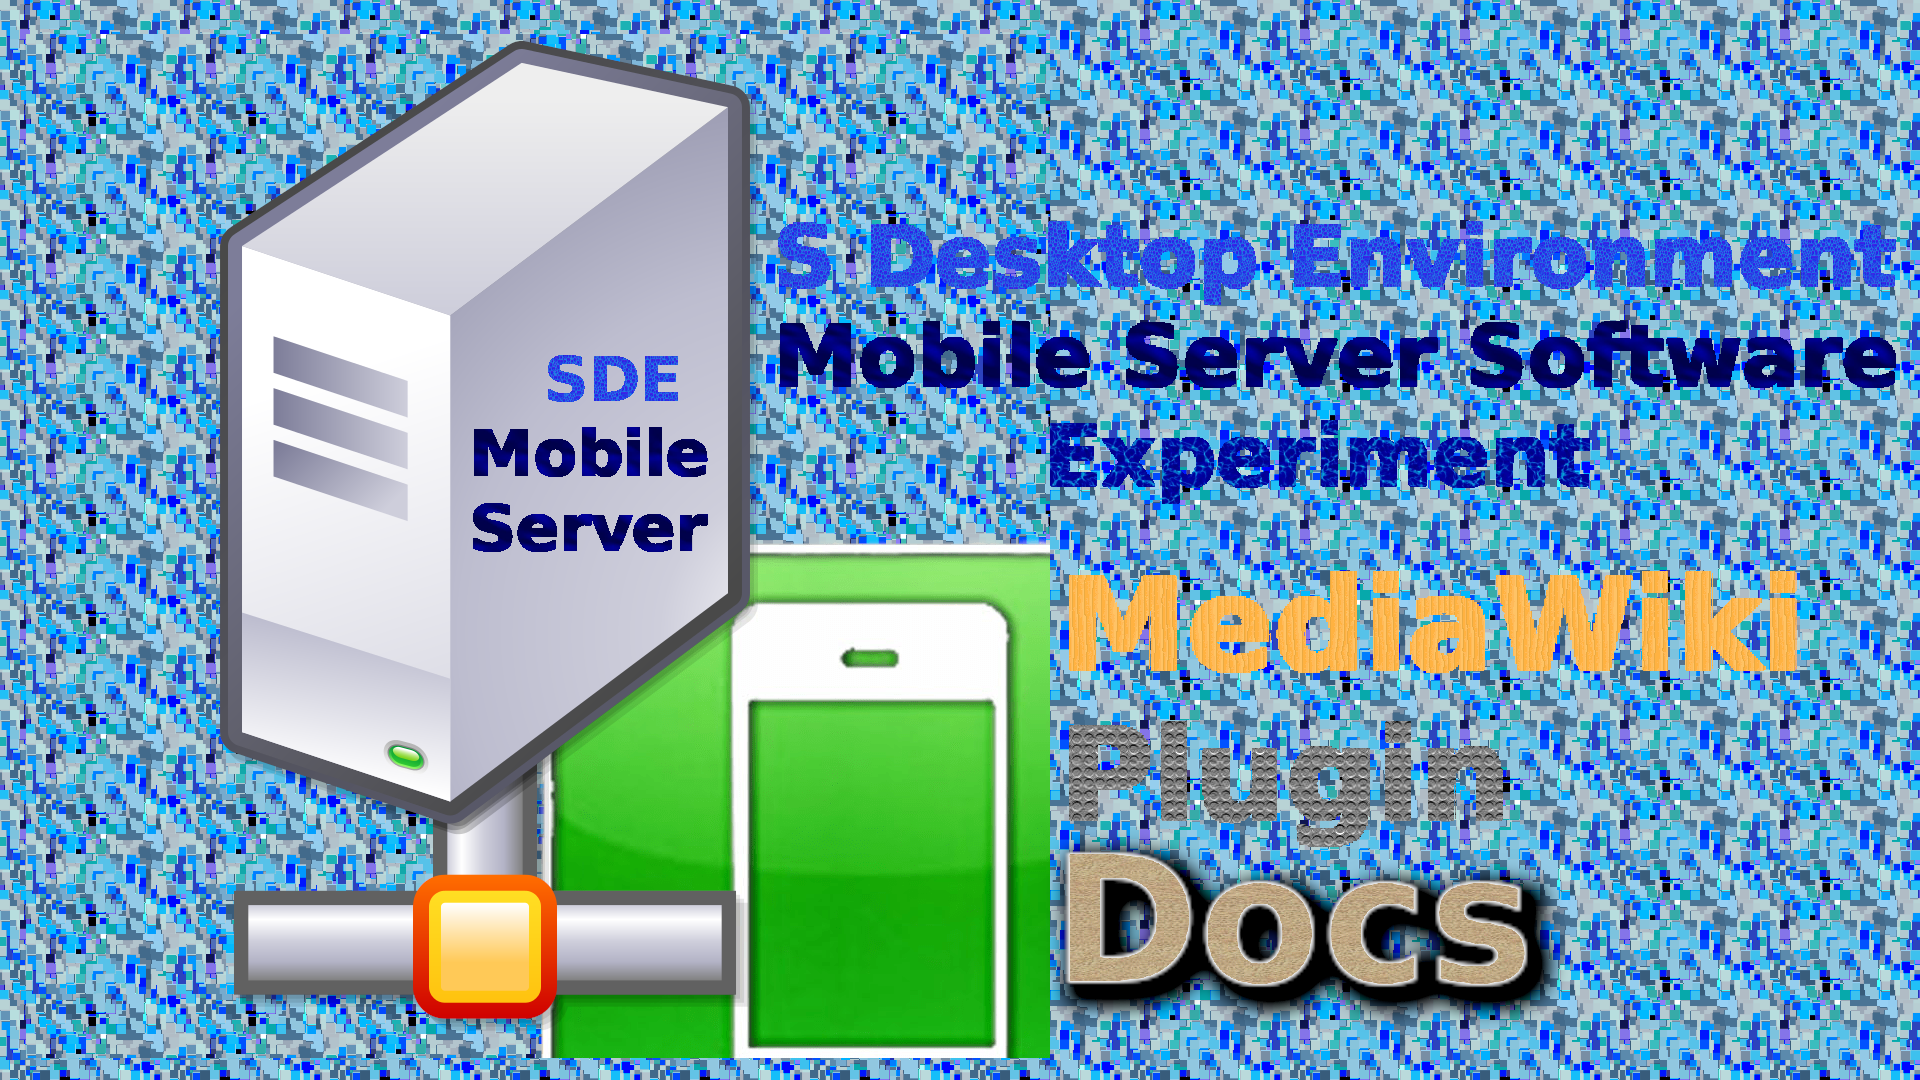 SDE
Mobile
Server
S Desktop Environment
Mobile Server Software
Experiment
MediaWiki
Plugin
Docs